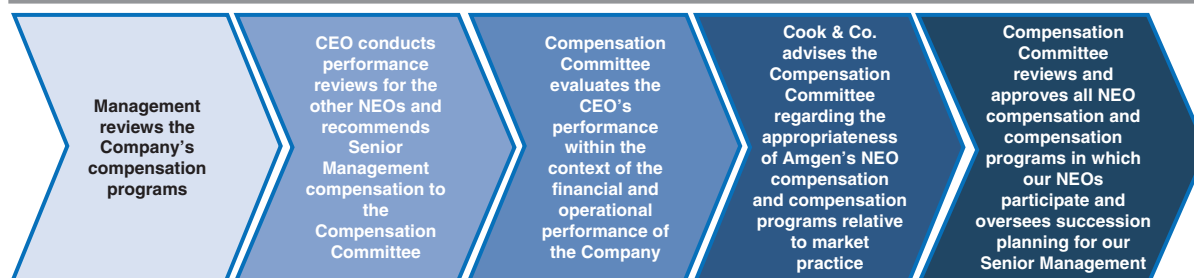 Management
reviews the
Company's
compensation
programs
CEO conducts
performance
reviews for the
other NEOs and
recommends
Senior
Management
compensation to
the
Compensation
Committee
Compensation
Committee
evaluates the
CEO's
performance
within the
context of the
financial and
operational
performance of
the Company
Cook & Co.
advises the
Compensation
Committee
regarding the
appropriateness
of Amgen's NEO
compensation
and compensation
programs relative
to market
practice
Compensation
Committee
reviews and
approves all NEO
compensation and
compensation
programs in which
our NEOs
participate and
oversees succession
planning for our
Senior Management